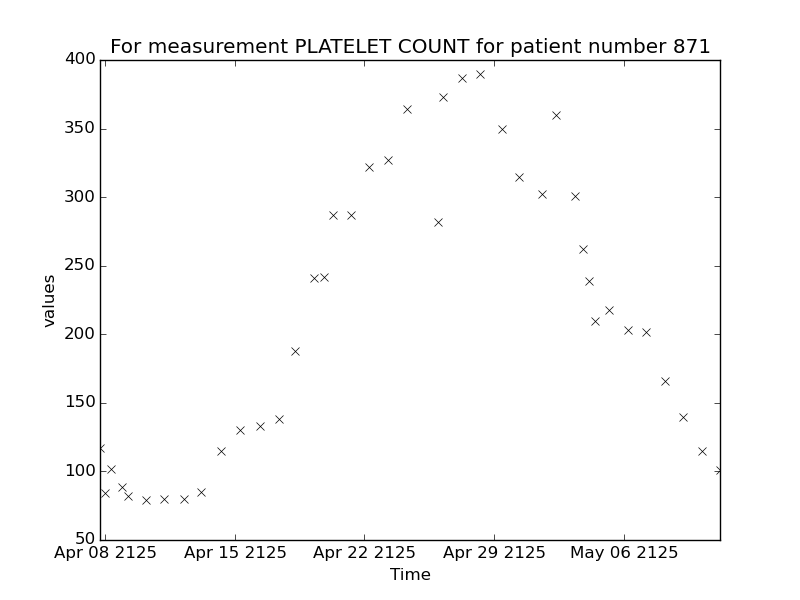 For measurement PLATELET COUNT for patient number 871
400
350
300
250
200
150
100
50
values
Apr 08 2125 Apr 15 2125 Apr 22 2125 Apr 29 2125 May 06 2125
Time